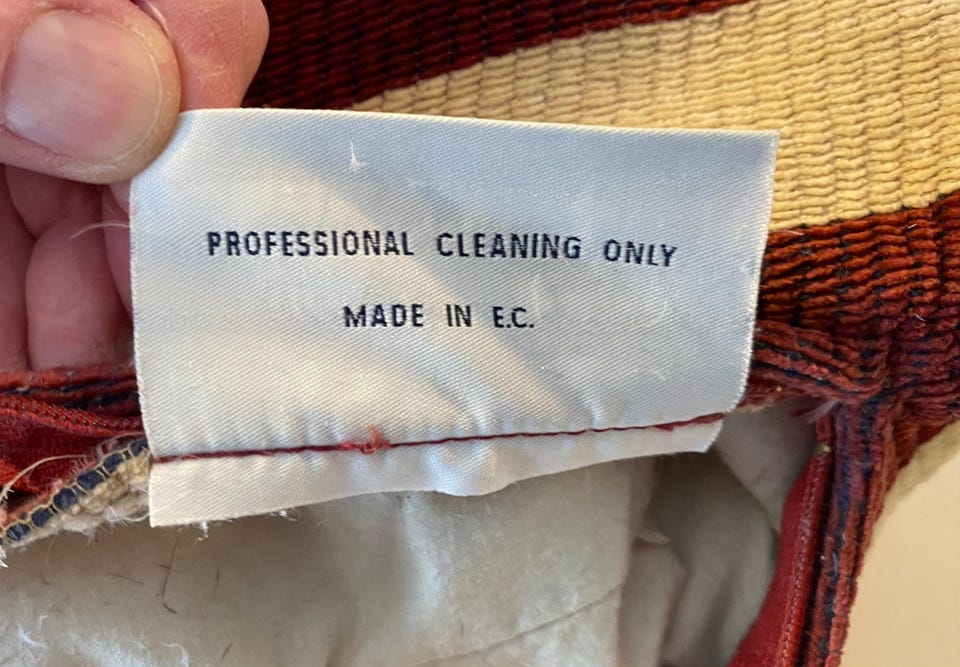 PROFESSIONAL CLEANING ONLY
MADE IN E.C.